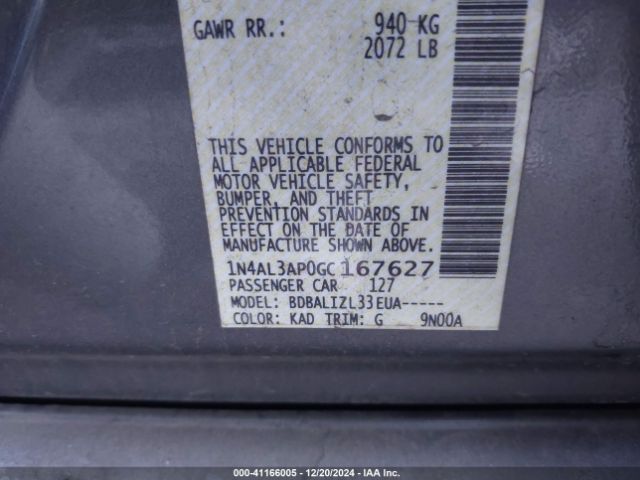 GAWR RR.: 940 KG
2072 LB
THIS VEHICLE CONFORMS TO
ALL APPLICABLE FEDERAL
MOTOR VEHICLE SAFETY,
BUMPER, AND THEFT
PREVENTION STANDARDS IN
EFFECT ON THE DATE OF
MANUFACTURE SHOWN ABOVE.
1N4AL3AP0GC167627
PASSENGER CAR 127
MODEL: BDBALIZL33EUA-----
COLOR: KAD TRIM: G 9N00A
000-41166005 | 12/20/2024 | IAA Inc.